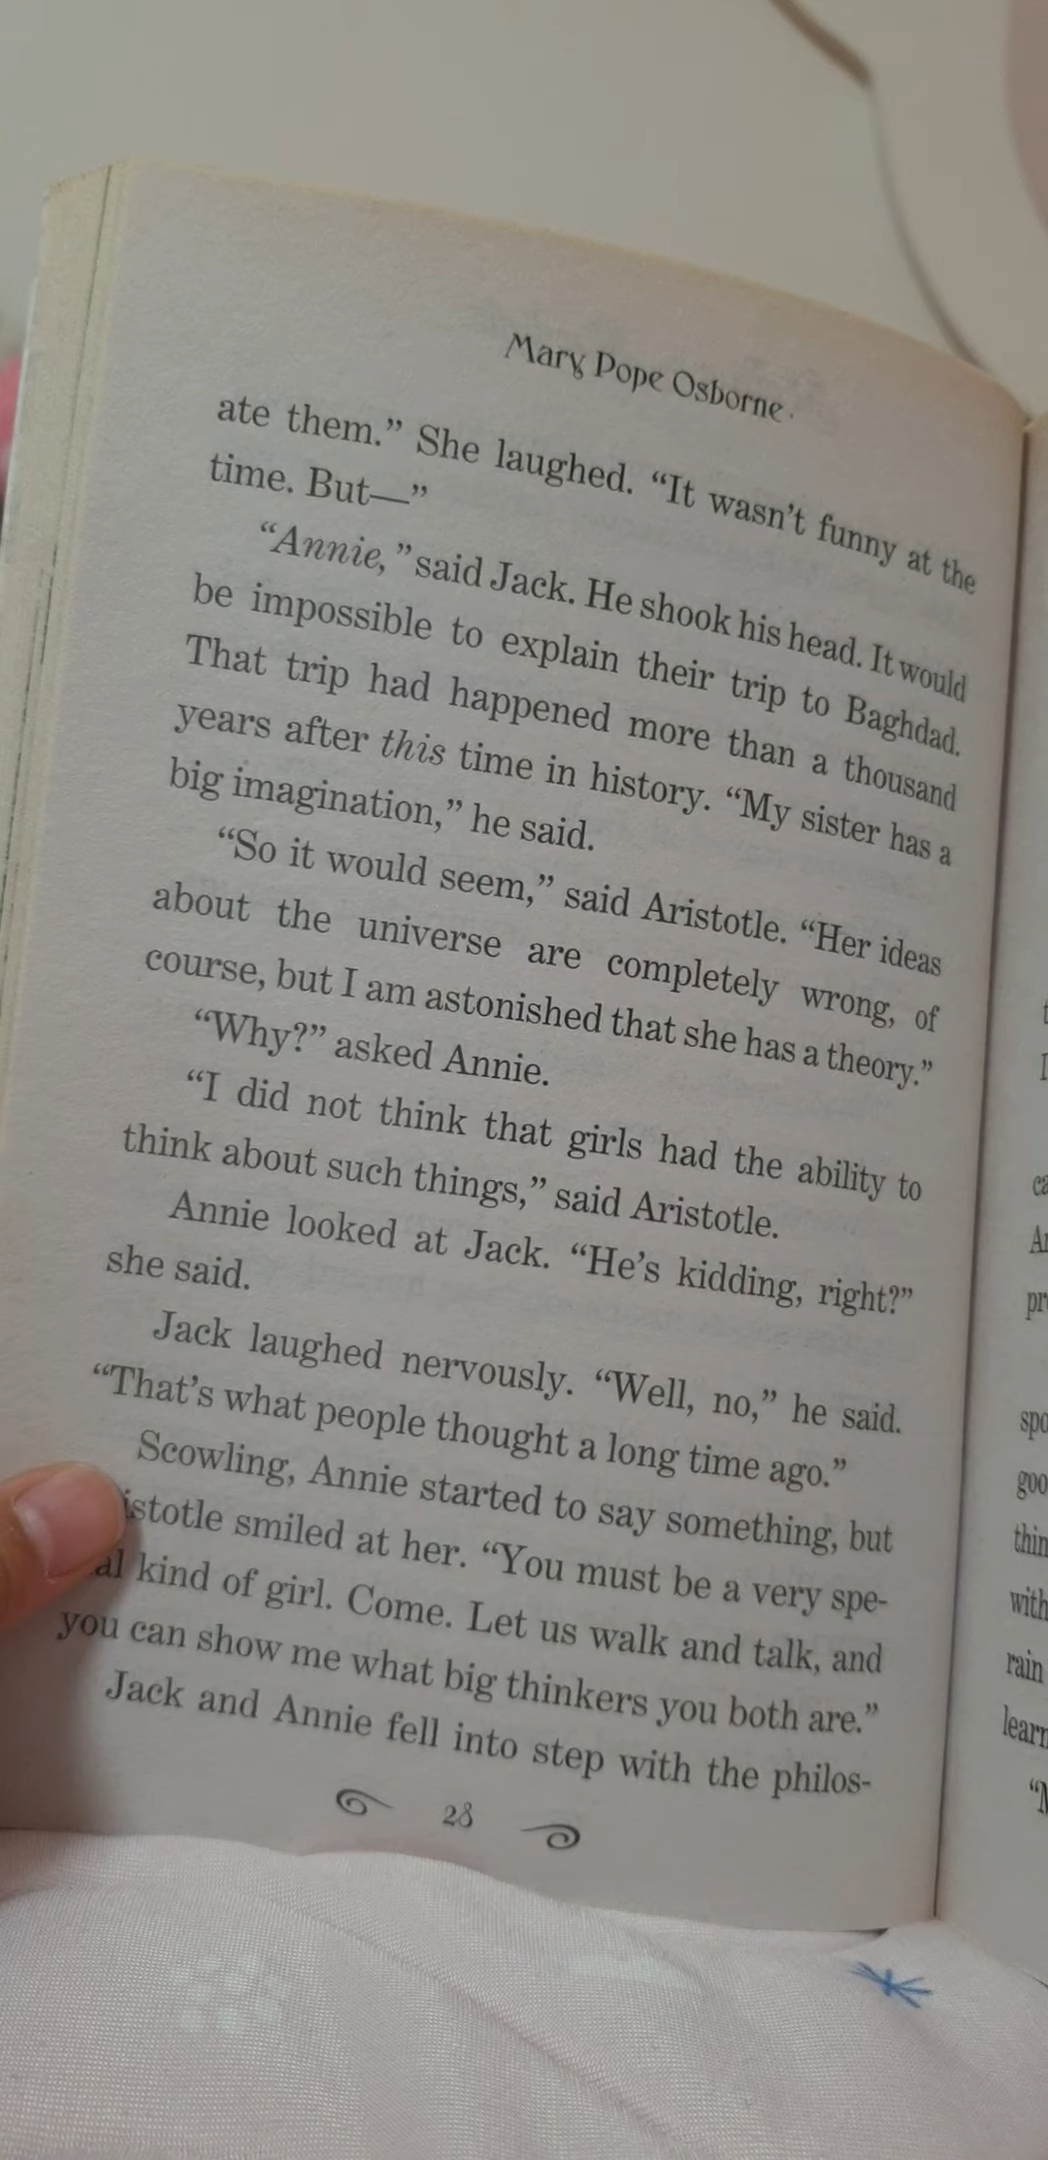 Mary Pope Osborne
ate them.” She laughed. “It wasn’t funny at the
time. But—”
“Annie,” said Jack. He shook his head. It would
be impossible to explain their trip to Baghdad.
That trip had happened more than a thousand
years after this time in history. “My sister has a
big imagination,” he said.
“So it would seem,” said Aristotle. “Her ideas
about the universe are completely wrong, of
course, but I am astonished that she has a theory.”
“Why?” asked Annie.
“I did not think that girls had the ability to
think about such things,” said Aristotle.
Annie looked at Jack. “He’s kidding, right?”
she said.
Jack laughed nervously. “Well, no,” he said.
“That’s what people thought a long time ago.”
Scowling, Annie started to say something, but
istotle smiled at her. “You must be a very spe-
al kind of girl. Come. Let us walk and talk, and
you can show me what big thinkers you both are.”
Jack and Annie fell into step with the philos-
28
spo
goo
thin
with
rain
learn